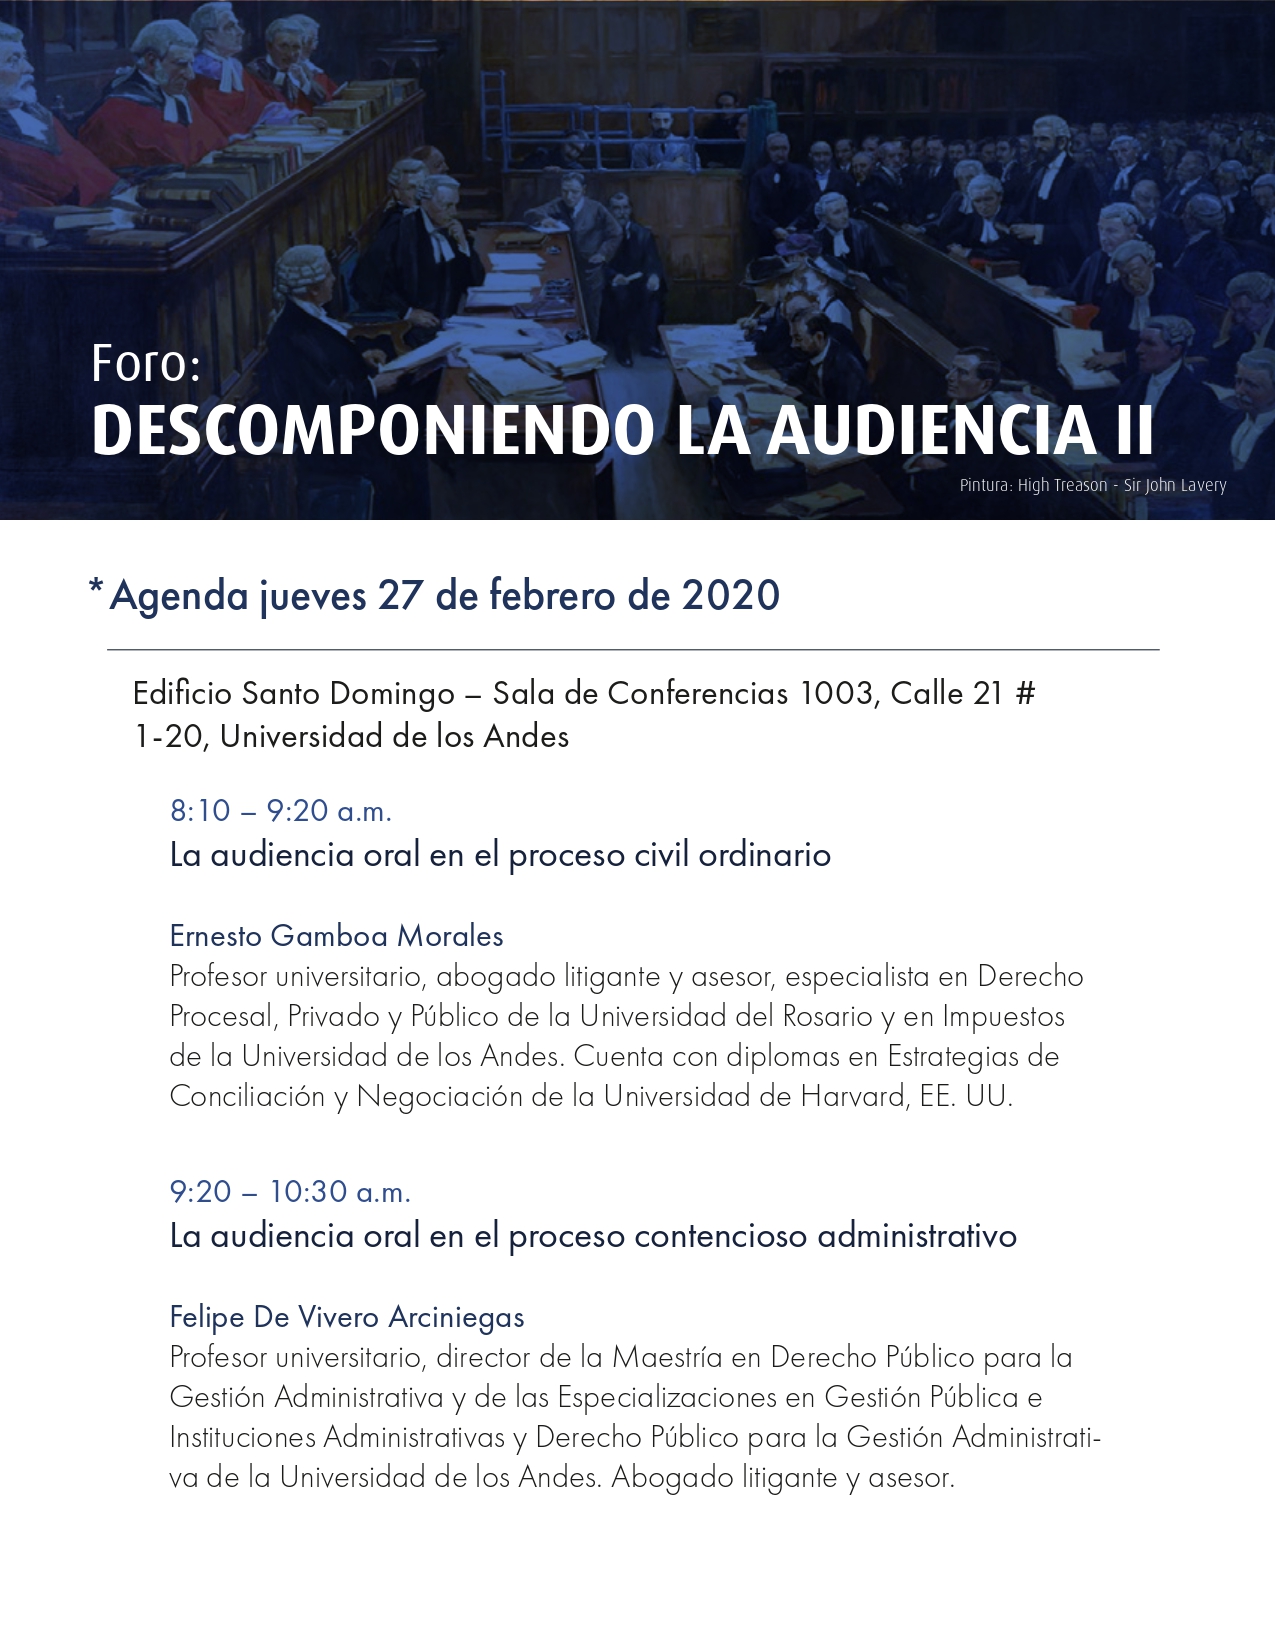 Foro:
DESCOMPONIENDO LA AUDIENCIA II
Pintura: High Treason - Sir John Lavery
*Agenda jueves 27 de febrero de 2020
Edificio Santo Domingo – Sala de Conferencias 1003, Calle 21 #
1-20, Universidad de los Andes
8:10 – 9:20 a.m.
La audiencia oral en el proceso civil ordinario
Ernesto Gamboa Morales
Profesor universitario, abogado litigante y asesor, especialista en Derecho
Procesal, Privado y Público de la Universidad del Rosario y en Impuestos
de la Universidad de los Andes. Cuenta con diplomas en Estrategias de
Conciliación y Negociación de la Universidad de Harvard, EE. UU.
9:20 – 10:30 a.m.
La audiencia oral en el proceso contencioso administrativo
Felipe De Vivero Arciniegas
Profesor universitario, director de la Maestría en Derecho Público para la
Gestión Administrativa y de las Especializaciones en Gestión Pública e
Instituciones Administrativas y Derecho Público para la Gestión Administrati-
va de la Universidad de los Andes. Abogado litigante y asesor.